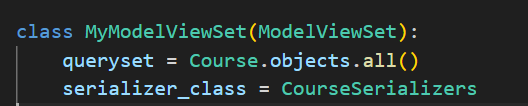 class MyModelViewSet(ModelViewSet):
    queryset = Course.objects.all()
    serializer_class = CourseSerializers